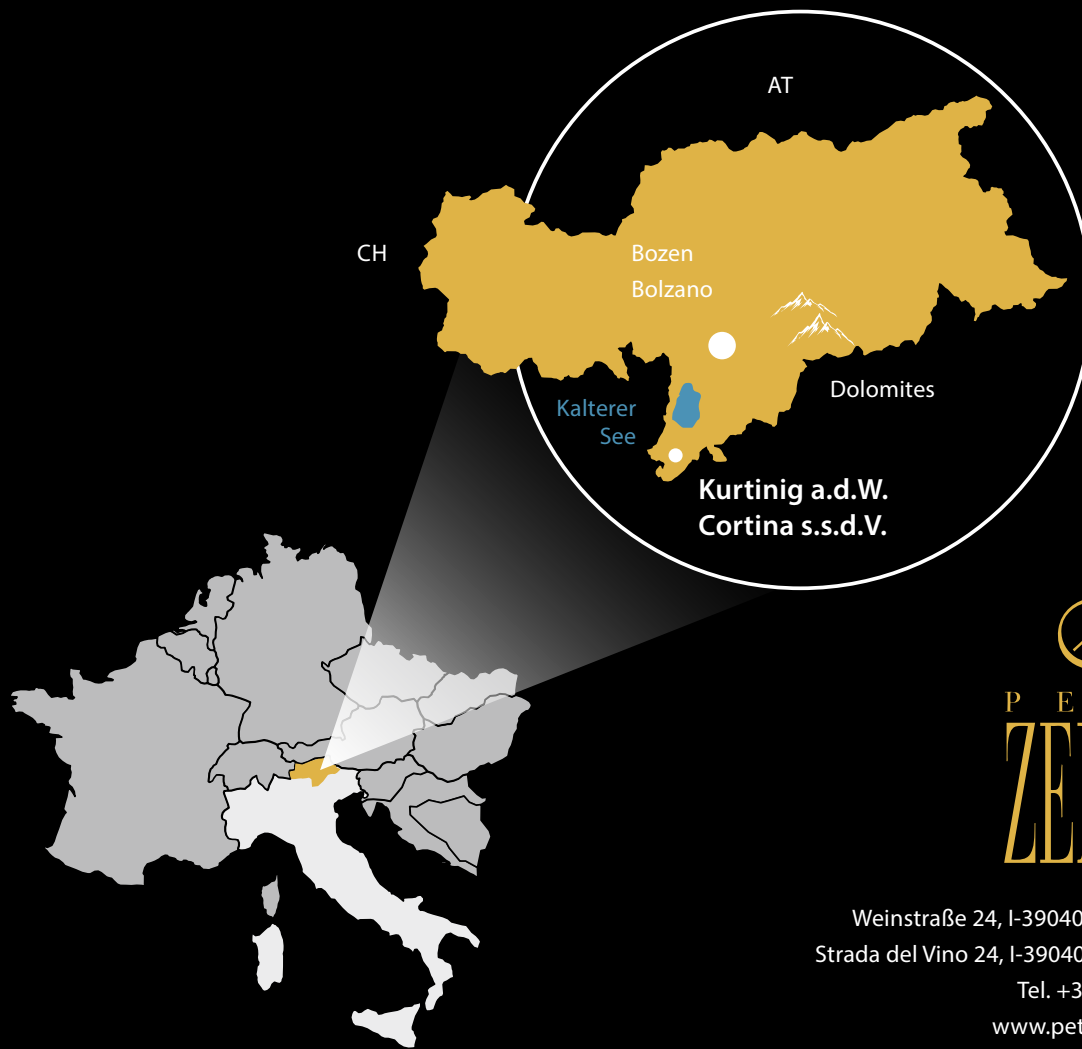 AT
CH
Bozen
Bolzano
Dolomites
Kalterer
See
Kurtinig a.d.W.
Cortina s.s.d.V.
P E
ZE
Weinstraße 24, I-39040
Strada del Vino 24, I-39040
Tel. +3
www.pet